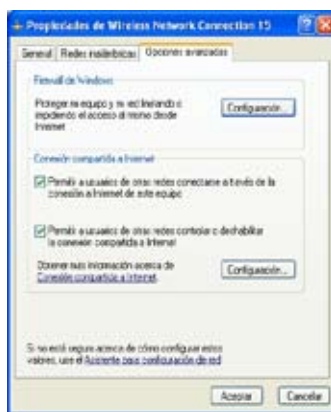 Propiedades de Wireless Network Connection 15
General
Redes inalámbricas
Opciones avanzadas
Firewall de Windows
Proteger mi equipo y mi red limitando o
impidiendo el acceso al mismo desde
Internet
Configuración...
Conexión compartida a Internet
Permitir a usuarios de otras redes conectarse a través de la
conexión a Internet de este equipo
Permitir a usuarios de otras redes controlar o deshabilitar
la conexión compartida a Internet
Obtener más información acerca de
Conexión compartida a Internet.
Configuración...
Si no está seguro acerca de cómo configurar estos
valores, use el Asistente para configuración de red
Aceptar
Cancelar